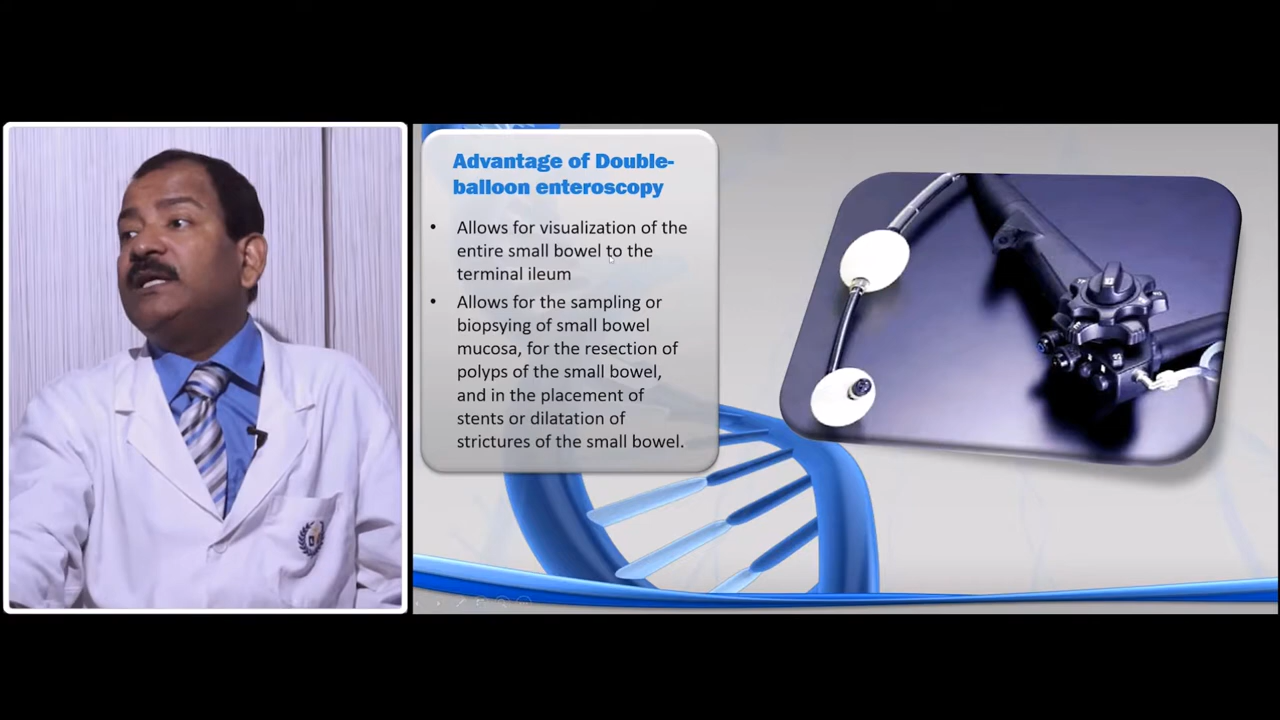 Advantage of Double-
balloon enteroscopy
• Allows for visualization of the
entire small bowel to the
terminal ileum
• Allows for the sampling or
biopsying of small bowel
mucosa, for the resection of
polyps of the small bowel,
and in the placement of
stents or dilatation of
strictures of the small bowel.